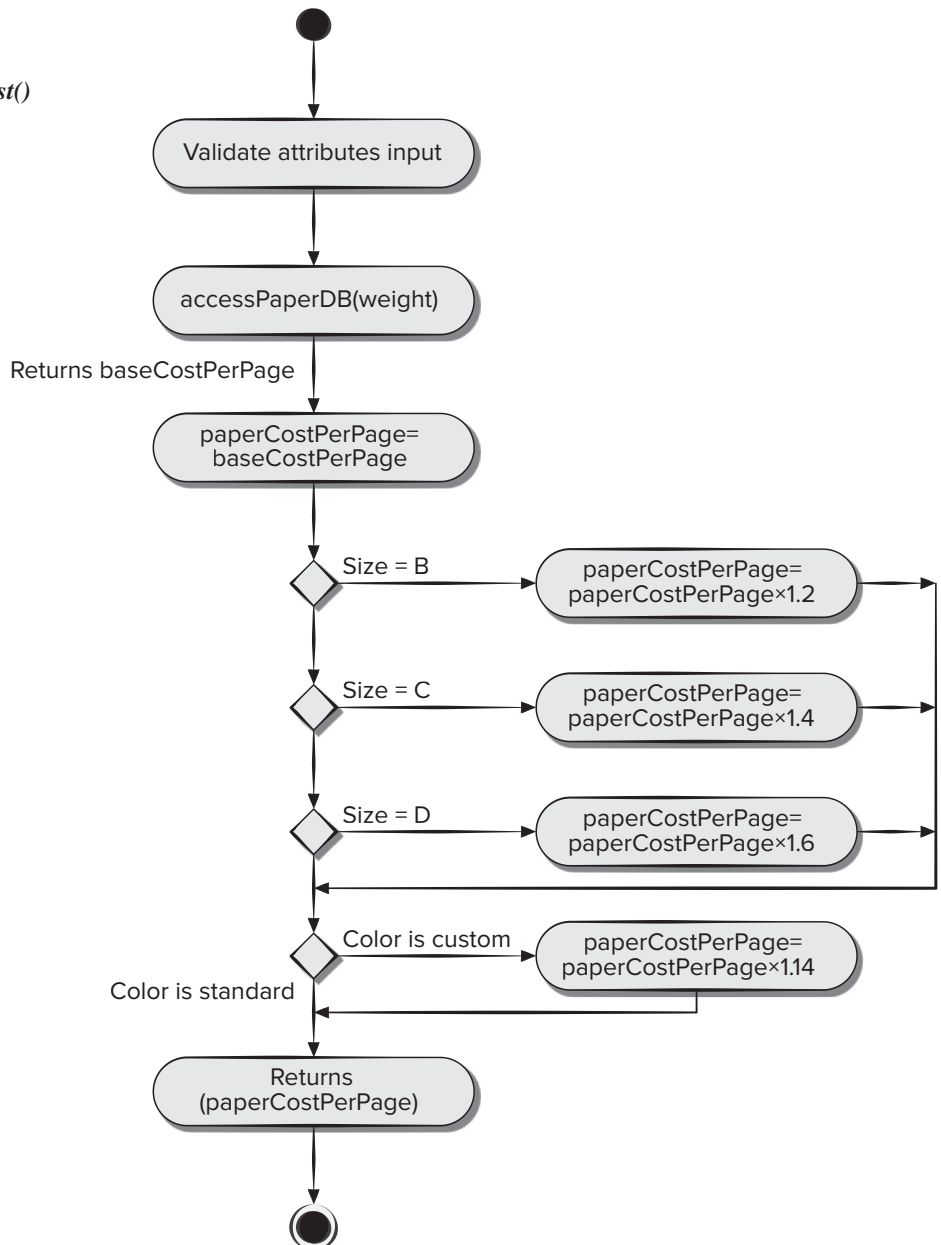 st()
Validate attributes input
accessPaperDB(weight)
Returns baseCostPerPage
paperCostPerPage=
baseCostPerPage
Size = B
paperCostPerPage=
paperCostPerPage×1.2
Size = C
paperCostPerPage=
paperCostPerPage×1.4
Size = D
paperCostPerPage=
paperCostPerPage×1.6
Color is custom
paperCostPerPage=
paperCostPerPage×1.14
Color is standard
Returns
(paperCostPerPage)